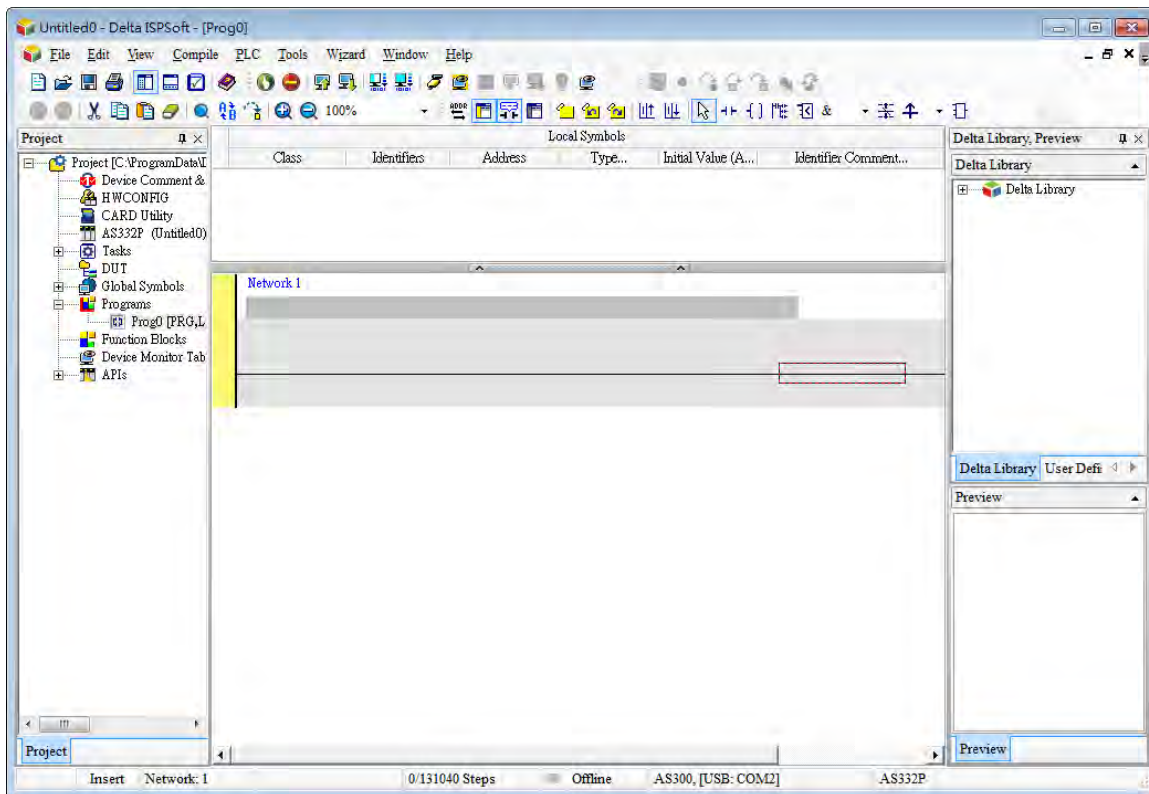 Untitled0 - Delta ISPSoft - [Prog0]
File Edit View Compile PLC Tools Wizard Window Help
100%
Project
Project [C:\ProgramData\D
Device Comment &
HWCONFIG
CARD Utility
AS332P (Untitled0)
Tasks
DUT
Global Symbols
Programs
Prog0 [PRG,L
Function Blocks
Device Monitor Tab
APIs
Project
Local Symbols
Class Identifiers Address Type... Initial Value (A... Identifier Comment...
Network 1
Delta Library, Preview
Delta Library
Delta Library
Delta Library User Defi
Preview
Preview
Insert Network: 1 0/131040 Steps Offline AS300, [USB: COM2] AS332P